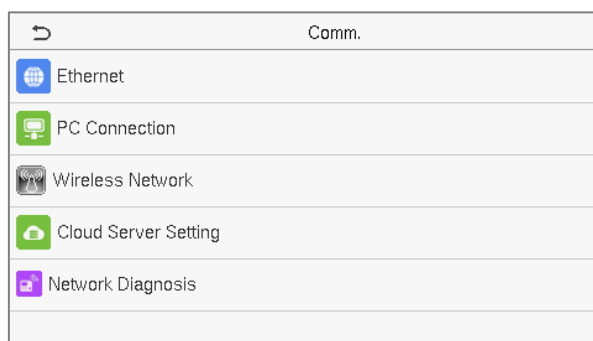 Comm.
Ethernet
PC Connection
Wireless Network
Cloud Server Setting
Network Diagnosis